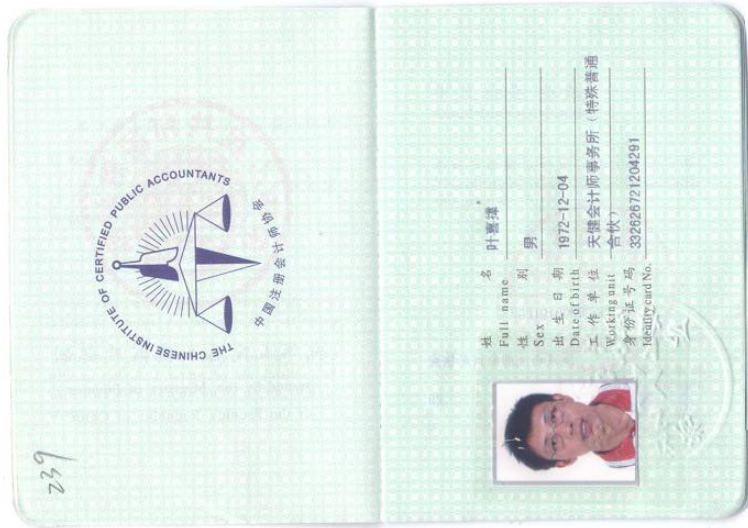 THE CHINESE INSTITUTE OF CERTIFIED PUBLIC ACCOUNTANTS
中国注册会计师协会
239
姓 名 叶喜撑
Full name
性 别 男
Sex
出 生 日 期 1972-12-04
Date of birth
工 作 单 位 天健会计师事务所(特殊普通
Working unit 合伙)
身 份 证 号 码 332626721204291
Identity card No.